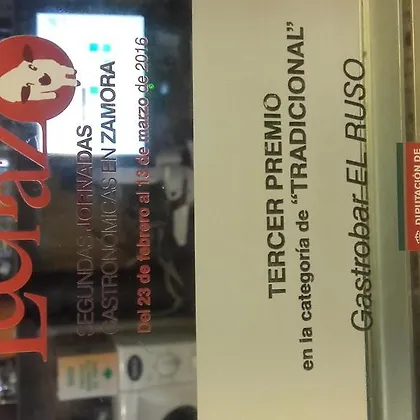 SEGUNDAS JORNADAS
GASTRONÓMICAS EN ZAMORA
Del 23 de febrero al 13 de marzo de 2016
TERCER PREMIO
en la categoría de “TRADICIONAL”
Gastrobar EL RUSO
DIPUTACIÓN DE